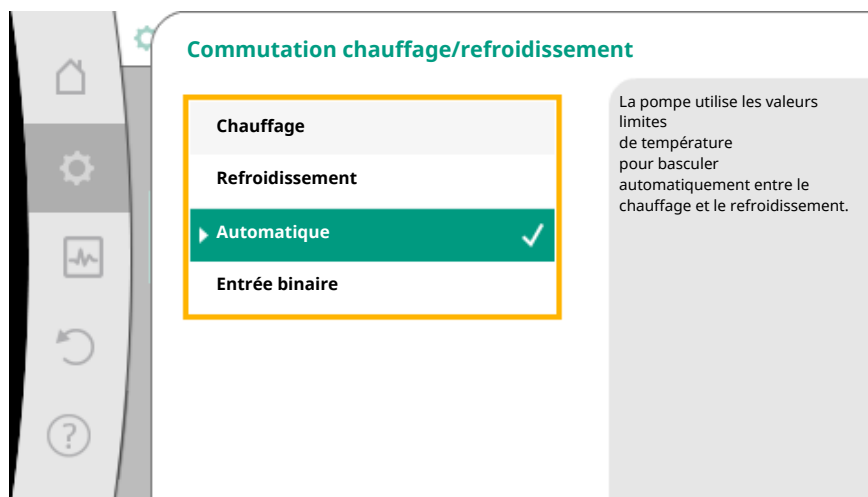 Commutation chauffage/refroidissement
Chauffage
Refroidissement
Automatique
Entrée binaire
La pompe utilise les valeurs
limites
de température
pour basculer
automatiquement entre le
chauffage et le refroidissement.
?